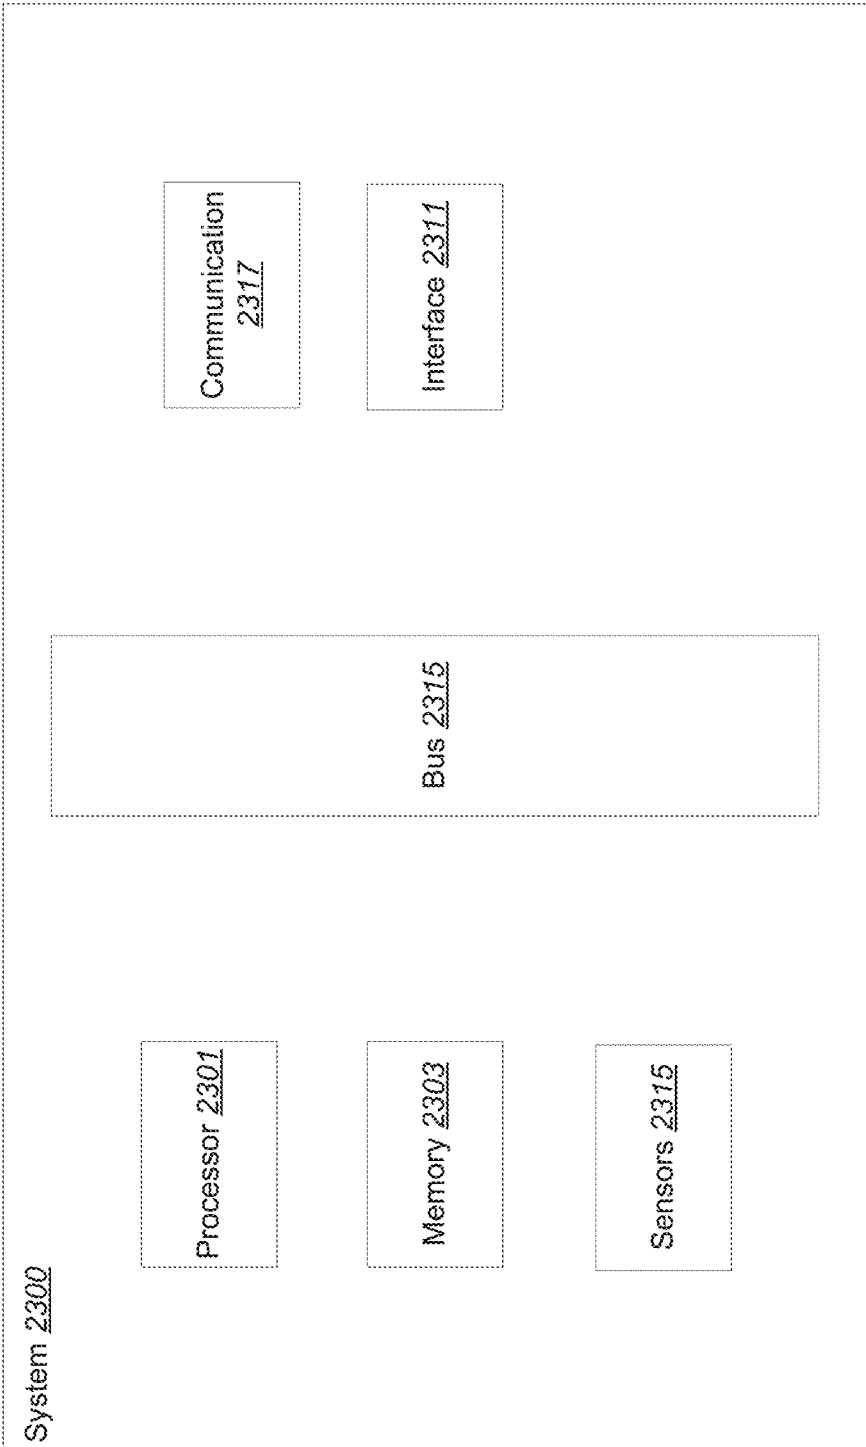 System 2300
Processor 2301
Memory 2303
Sensors 2315
Bus 2315
Communication
2317
Interface 2311